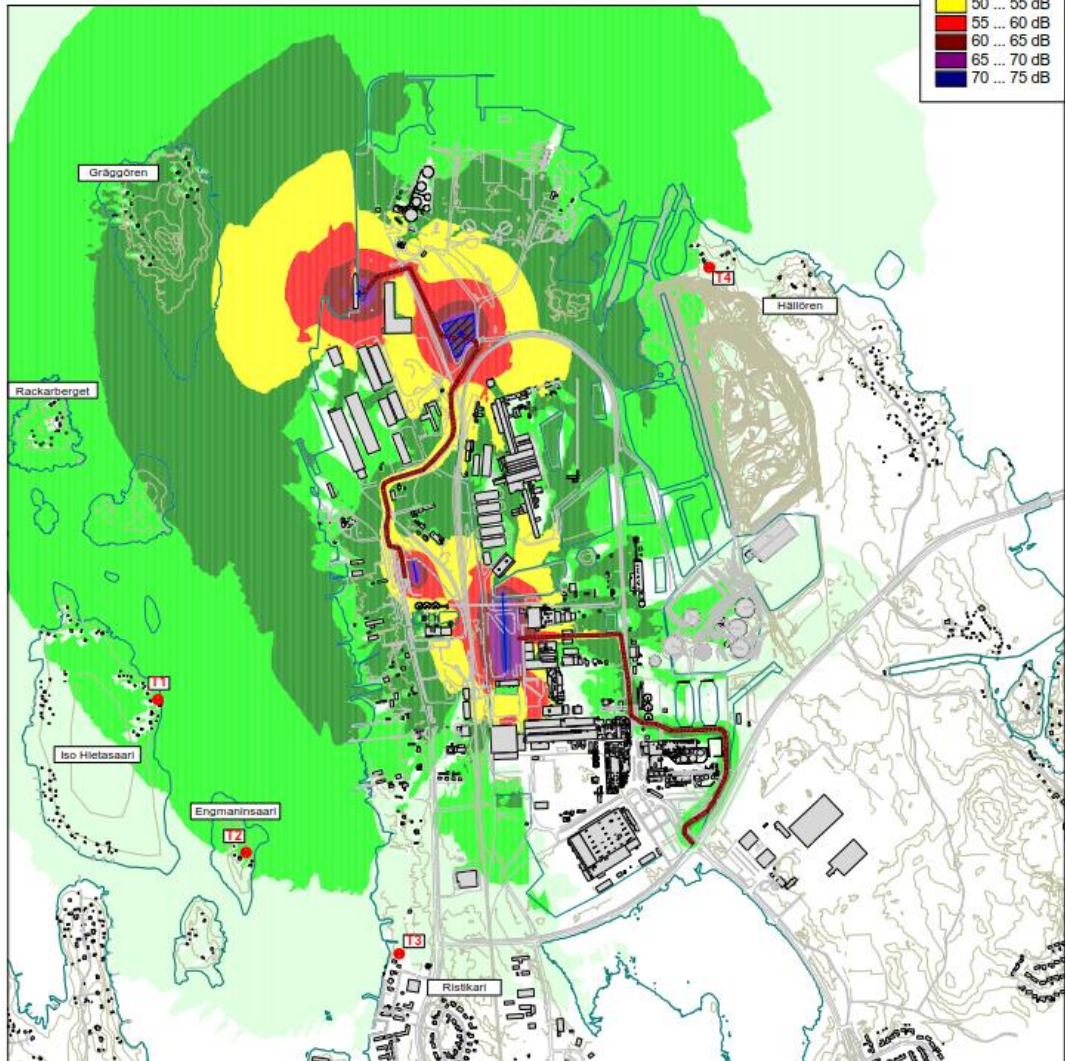 50 ... 55 dB
55 ... 60 dB
60 ... 65 dB
65 ... 70 dB
70 ... 75 dB
Gräggören
T4
Hällören
Rackarberget
T1
Iso Hietasaari
Engmaninsaari
T2
T3
Ristikari